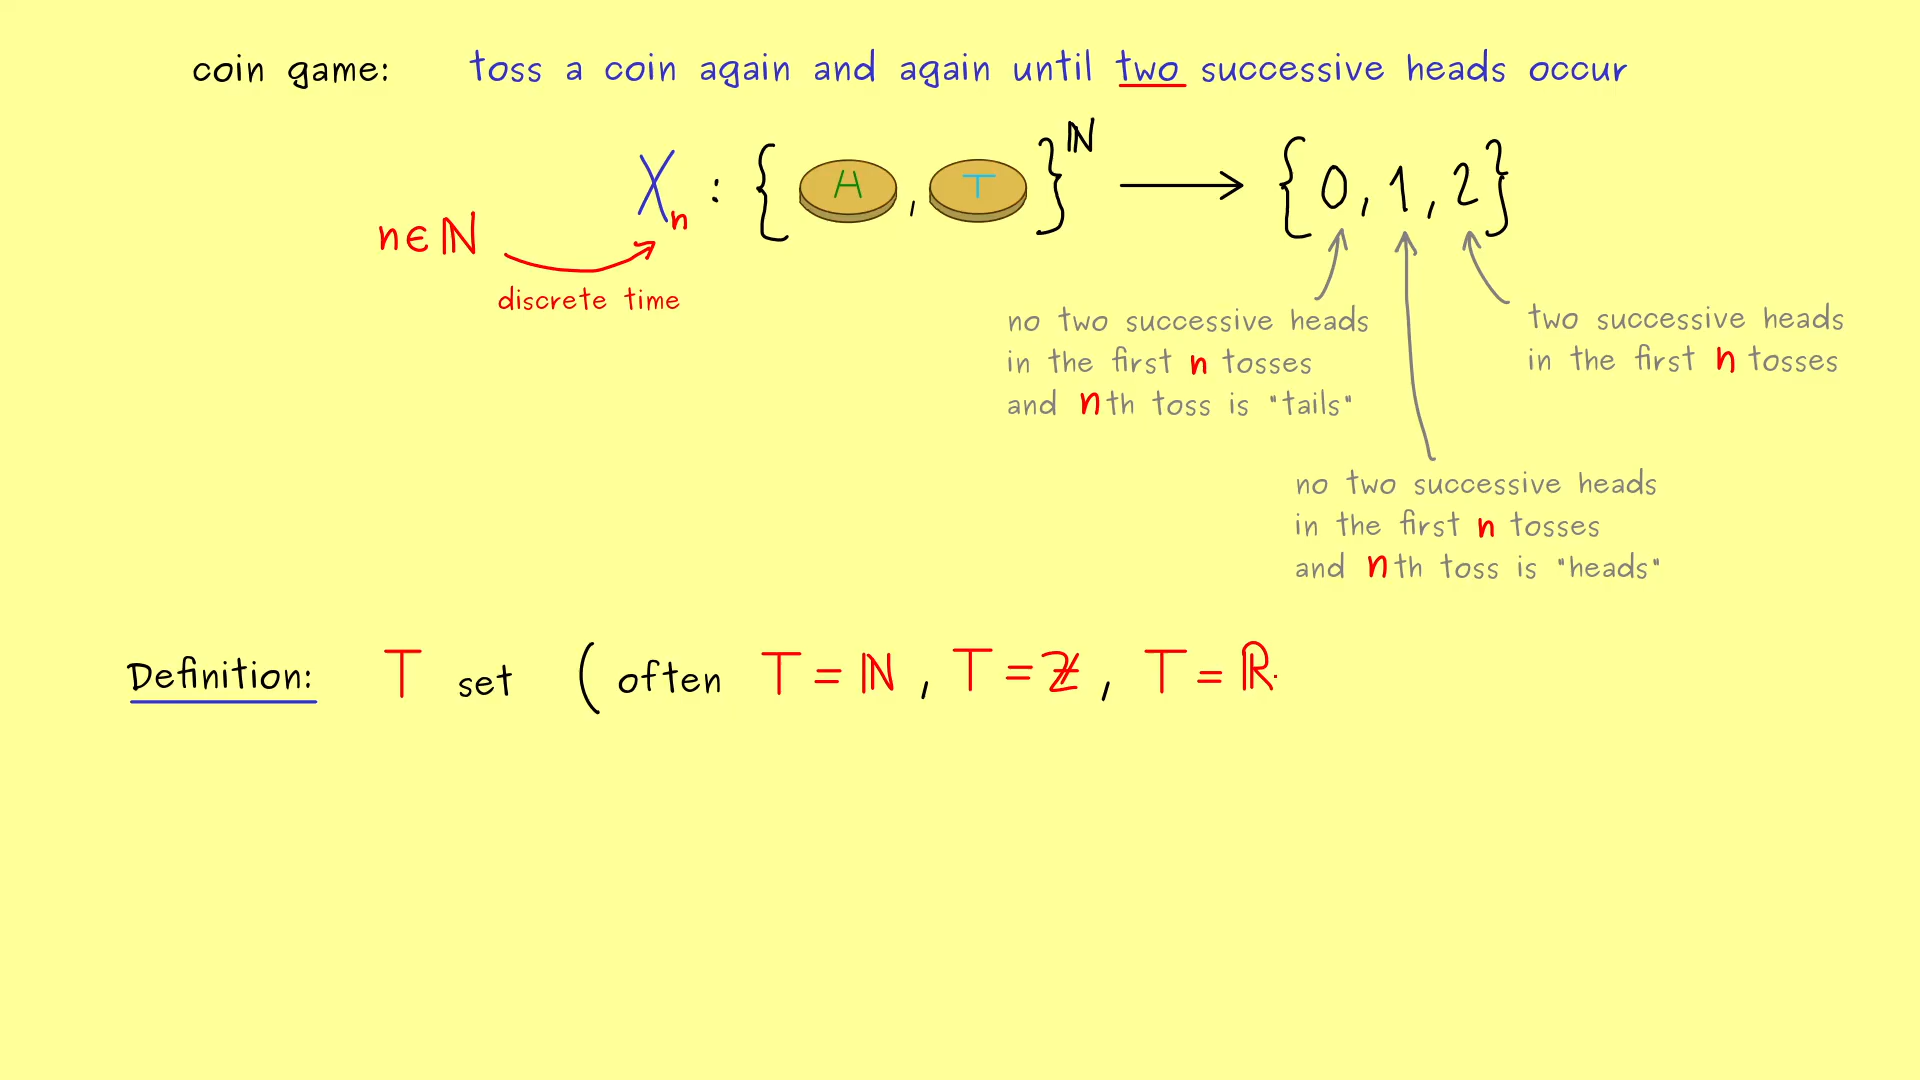 coin game: toss a coin again and again until two successive heads occur
Xₙ : { H , T }^ℕ ⟶ { 0, 1, 2 }
n ∈ ℕ
discrete time
no two successive heads
in the first n tosses
and nth toss is "tails"
two successive heads
in the first n tosses
no two successive heads
in the first n tosses
and nth toss is "heads"
Definition: T set ( often T = ℕ , T = ℤ , T = ℝ